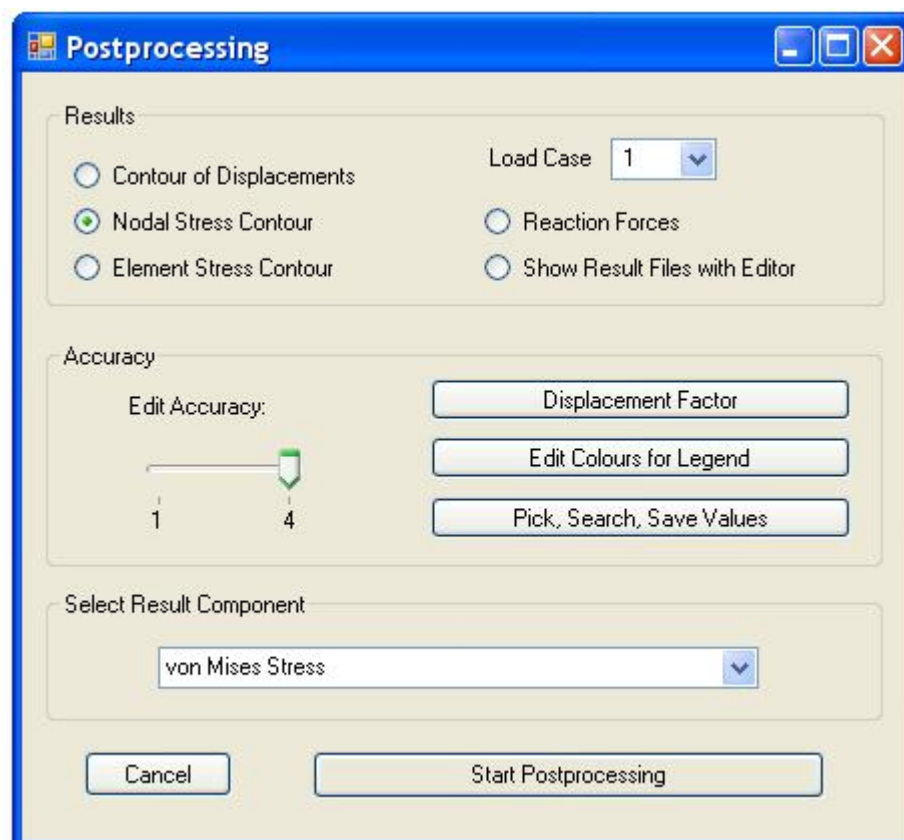 Postprocessing
Results
Contour of Displacements
Load Case 1
Nodal Stress Contour
Reaction Forces
Element Stress Contour
Show Result Files with Editor
Accuracy
Edit Accuracy:
Displacement Factor
Edit Colours for Legend
1 4
Pick, Search, Save Values
Select Result Component
von Mises Stress
Cancel
Start Postprocessing